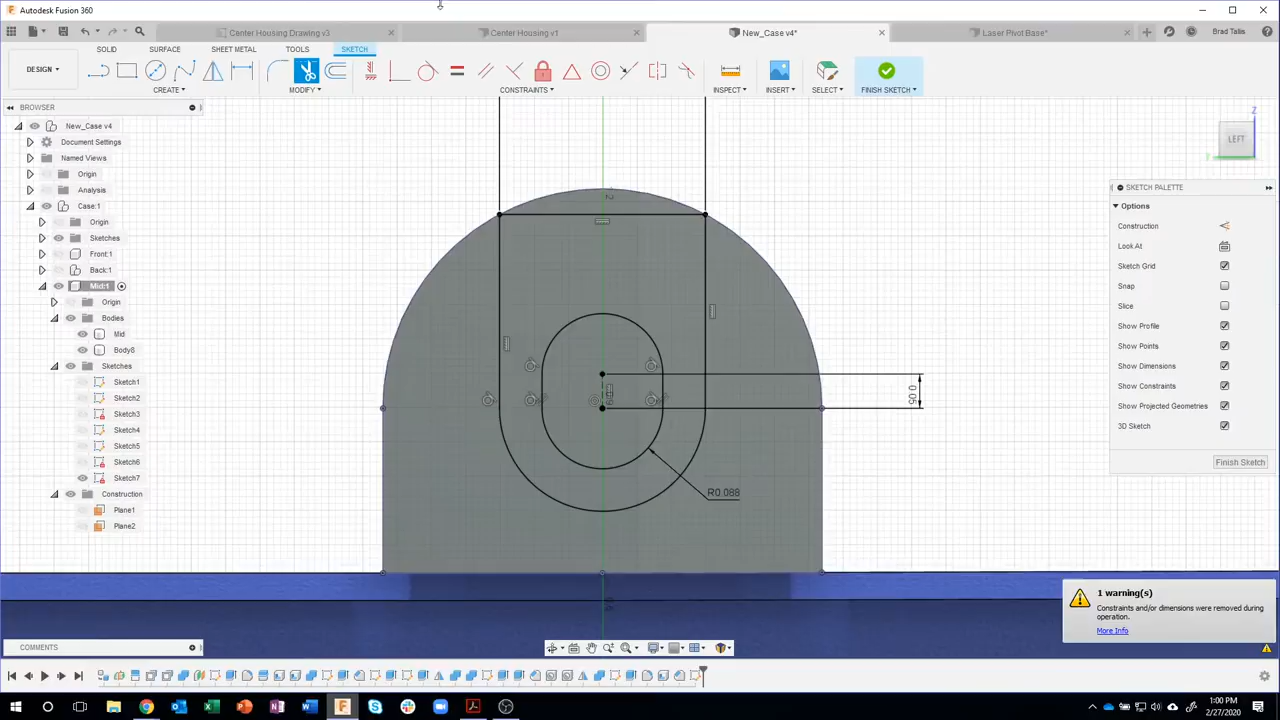 Autodesk Fusion 360
Center Housing Drawing v3
Center Housing v1
New_Case v4*
Laser Pivot Base*
Brad Tallis
SOLID
SURFACE
SHEET METAL
TOOLS
SKETCH
DESIGN
CREATE
MODIFY
CONSTRAINTS
INSPECT
INSERT
SELECT
FINISH SKETCH
BROWSER
New_Case v4
Document Settings
Named Views
Origin
Analysis
Case:1
Origin
Sketches
Front:1
Back:1
Mid:1
Origin
Bodies
Mid
Body8
Sketches
Sketch1
Sketch2
Sketch3
Sketch4
Sketch5
Sketch6
Sketch7
Construction
Plane1
Plane2
LEFT
Z
Y
SKETCH PALETTE
Options
Construction
Look At
Sketch Grid
Snap
Slice
Show Profile
Show Points
Show Dimensions
Show Constraints
Show Projected Geometries
3D Sketch
Finish Sketch
0.05
R0.088
1 warning(s)
Constraints and/or dimensions were removed during
operation.
More Info
COMMENTS
1:00 PM
2/27/2020